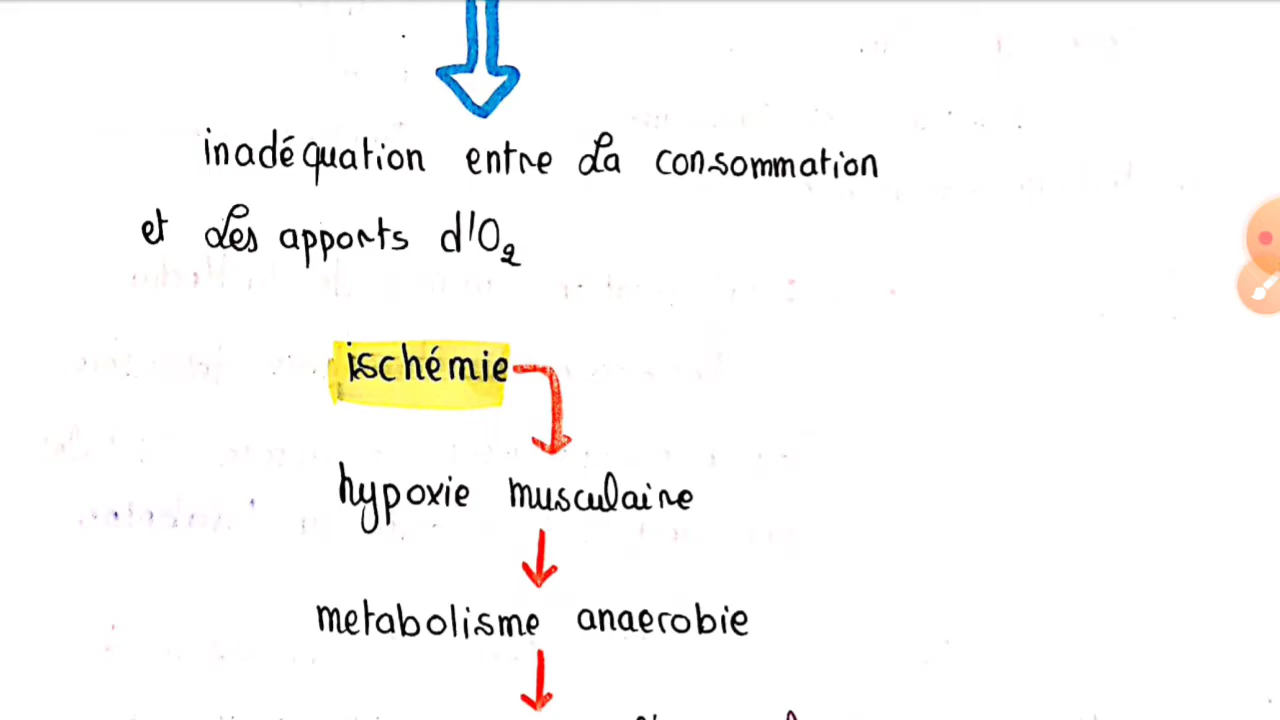 inadéquation entre la consommation
et les apports d'O₂
ischémie
hypoxie musculaire
metabolisme anaerobie